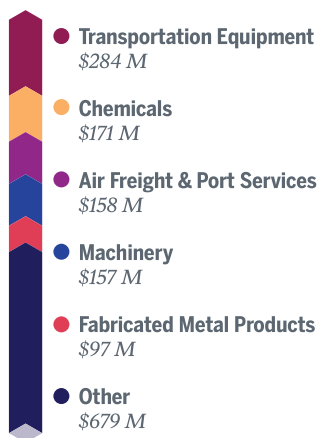 Transportation Equipment
$284 M
Chemicals
$171 M
Air Freight & Port Services
$158 M
Machinery
$157 M
Fabricated Metal Products
$97 M
Other
$679 M